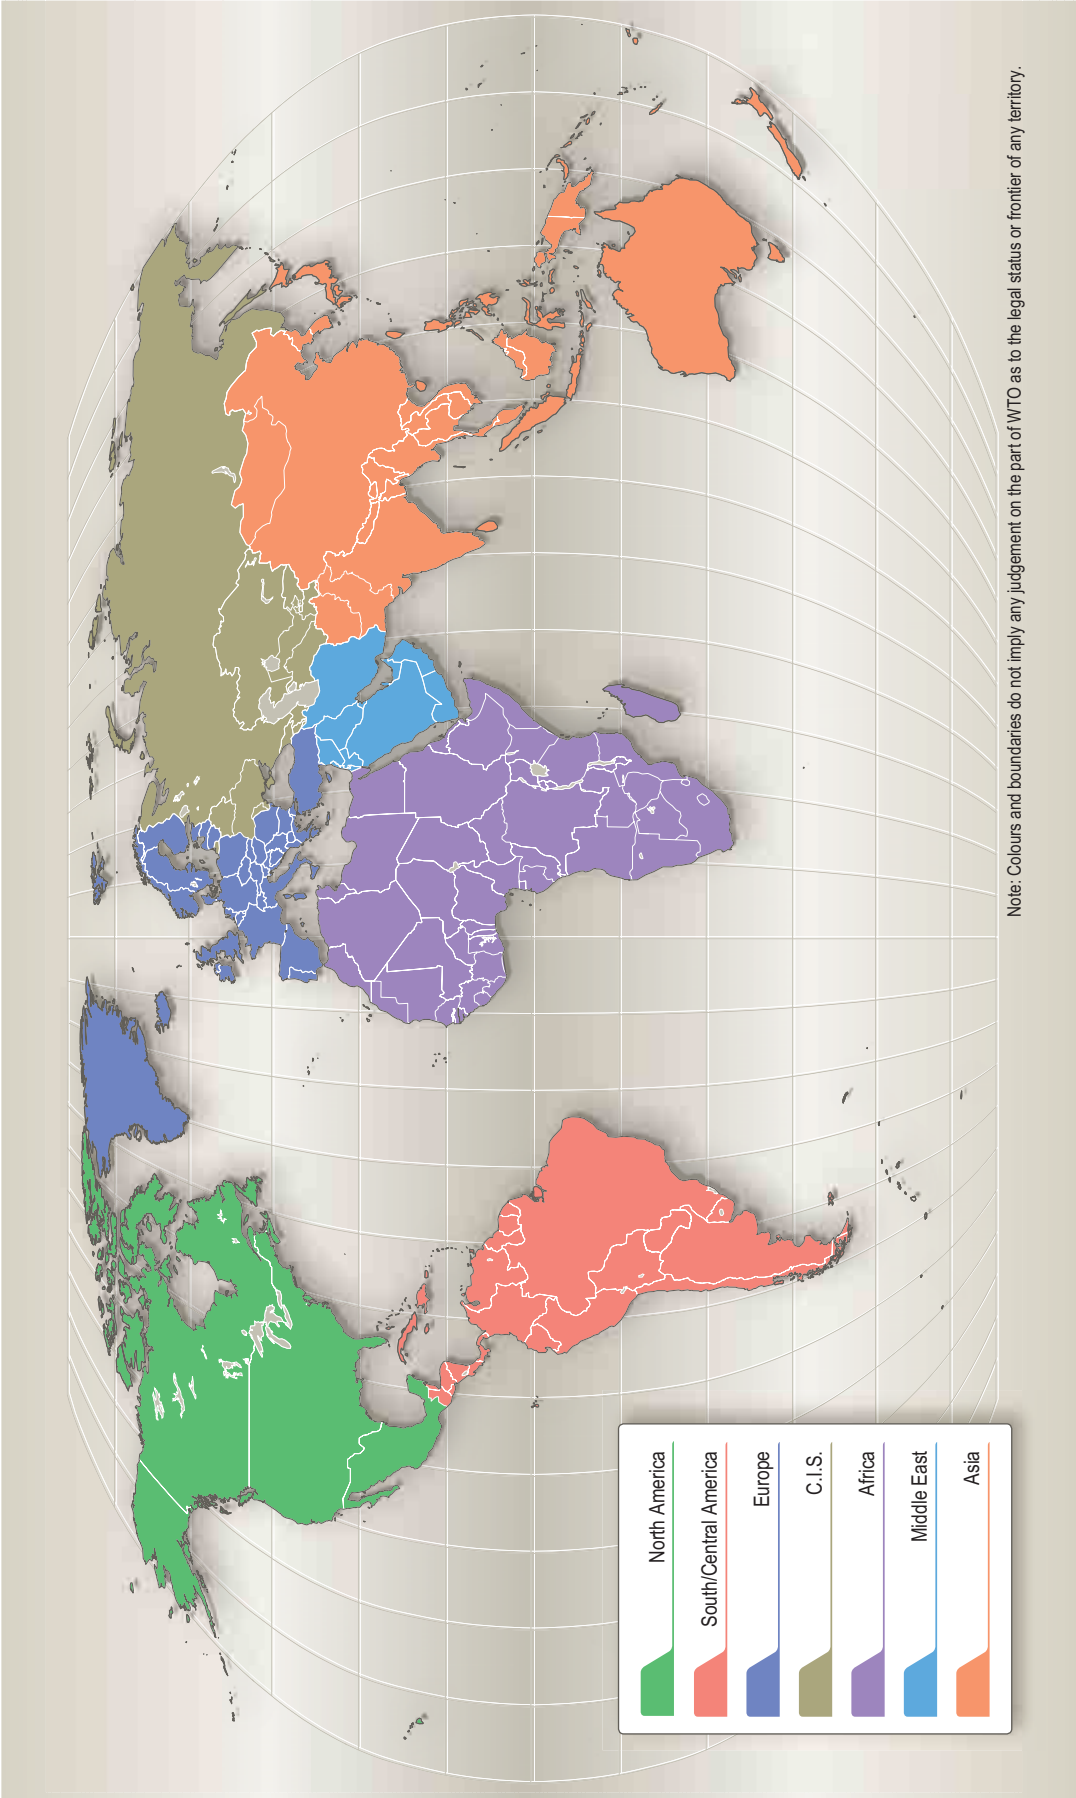 North America
South/Central America
Europe
C.I.S.
Africa
Middle East
Asia
Note: Colours and boundaries do not imply any judgement on the part of WTO as to the legal status or frontier of any territory.